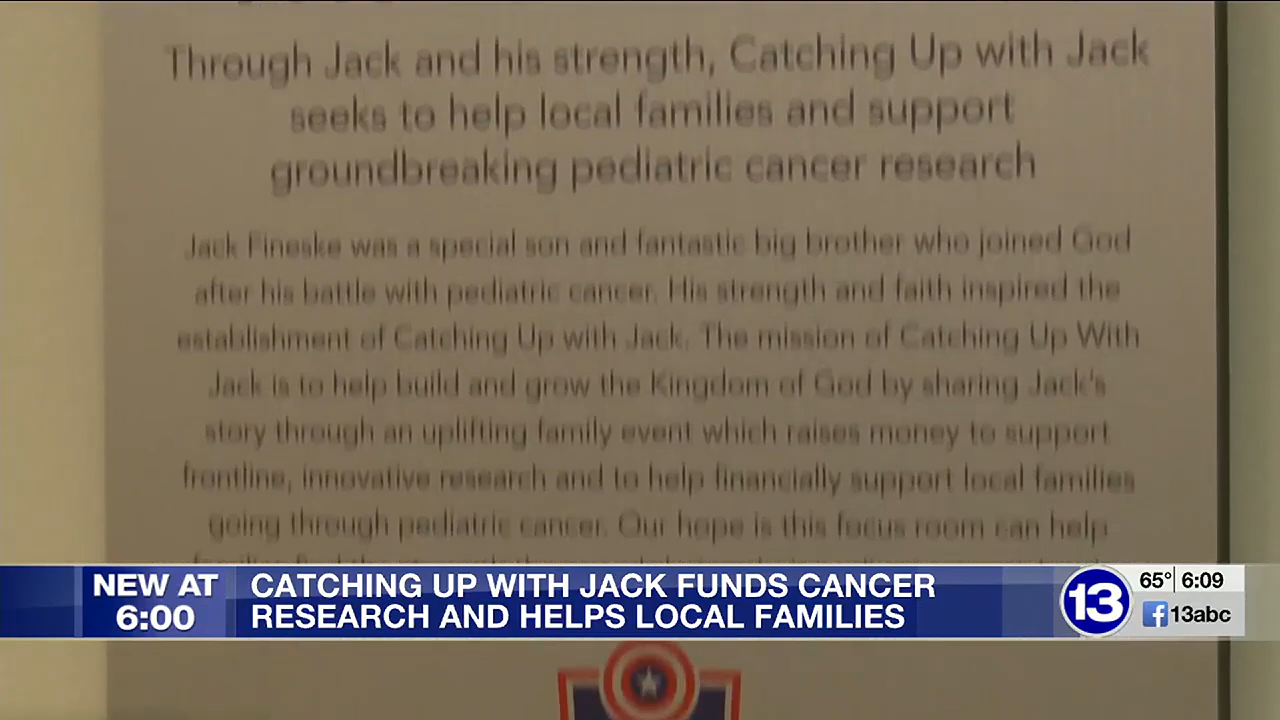 Through Jack and his strength, Catching Up with Jack
seeks to help local families and support
groundbreaking pediatric cancer research
Jack Fineske was a special son and fantastic big brother who joined God
after his battle with pediatric cancer. His strength and faith inspired the
establishment of Catching Up with Jack. The mission of Catching Up With
Jack is to help build and grow the Kingdom of God by sharing Jack's
story through an uplifting family event which raises money to support
frontline, innovative research and to help financially support local families
going through pediatric cancer. Our hope is this focus room can help
NEW AT
6:00
CATCHING UP WITH JACK FUNDS CANCER
RESEARCH AND HELPS LOCAL FAMILIES
13
65° 6:09
f 13abc